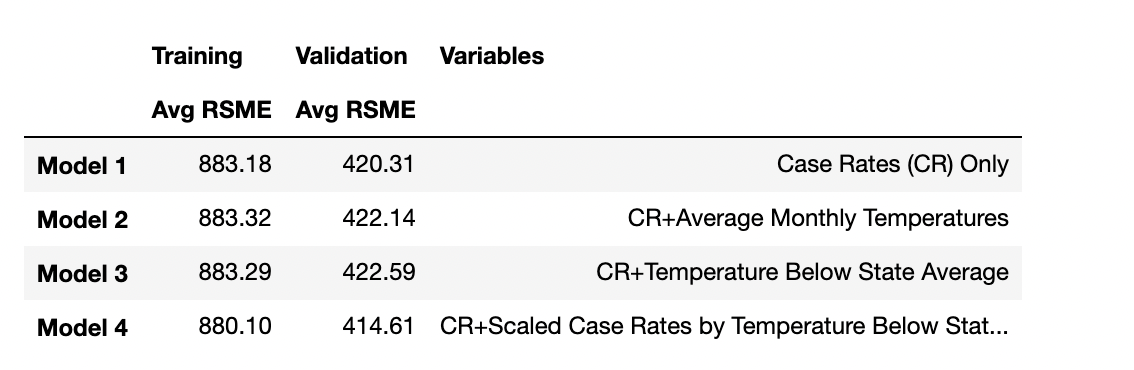 Training Validation Variables
Avg RSME Avg RSME
Model 1 883.18 420.31 Case Rates (CR) Only
Model 2 883.32 422.14 CR+Average Monthly Temperatures
Model 3 883.29 422.59 CR+Temperature Below State Average
Model 4 880.10 414.61 CR+Scaled Case Rates by Temperature Below Stat...